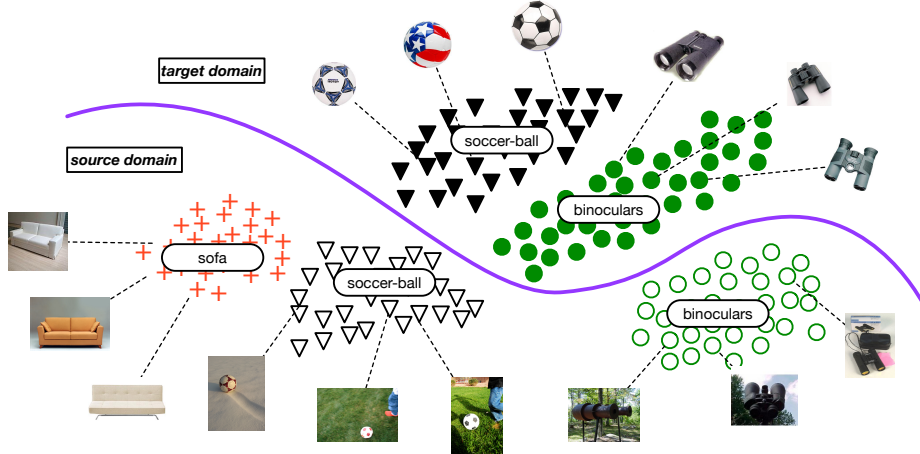 target domain
soccer-ball
source domain
binoculars
sofa
soccer-ball
binoculars